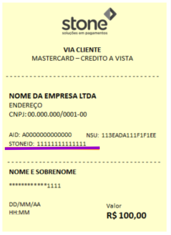 stone
soluções em pagamentos
VIA CLIENTE
MASTERCARD – CREDITO A VISTA
NOME DA EMPRESA LTDA
ENDEREÇO
CNPJ: 00.000.000/0001-00
AID: A0000000000000 NSU: 113EADA111F1F1EE
STONEID: 11111111111111
NOME E SOBRENOME
************1111
DD/MM/AA Valor
HH:MM R$ 100,00